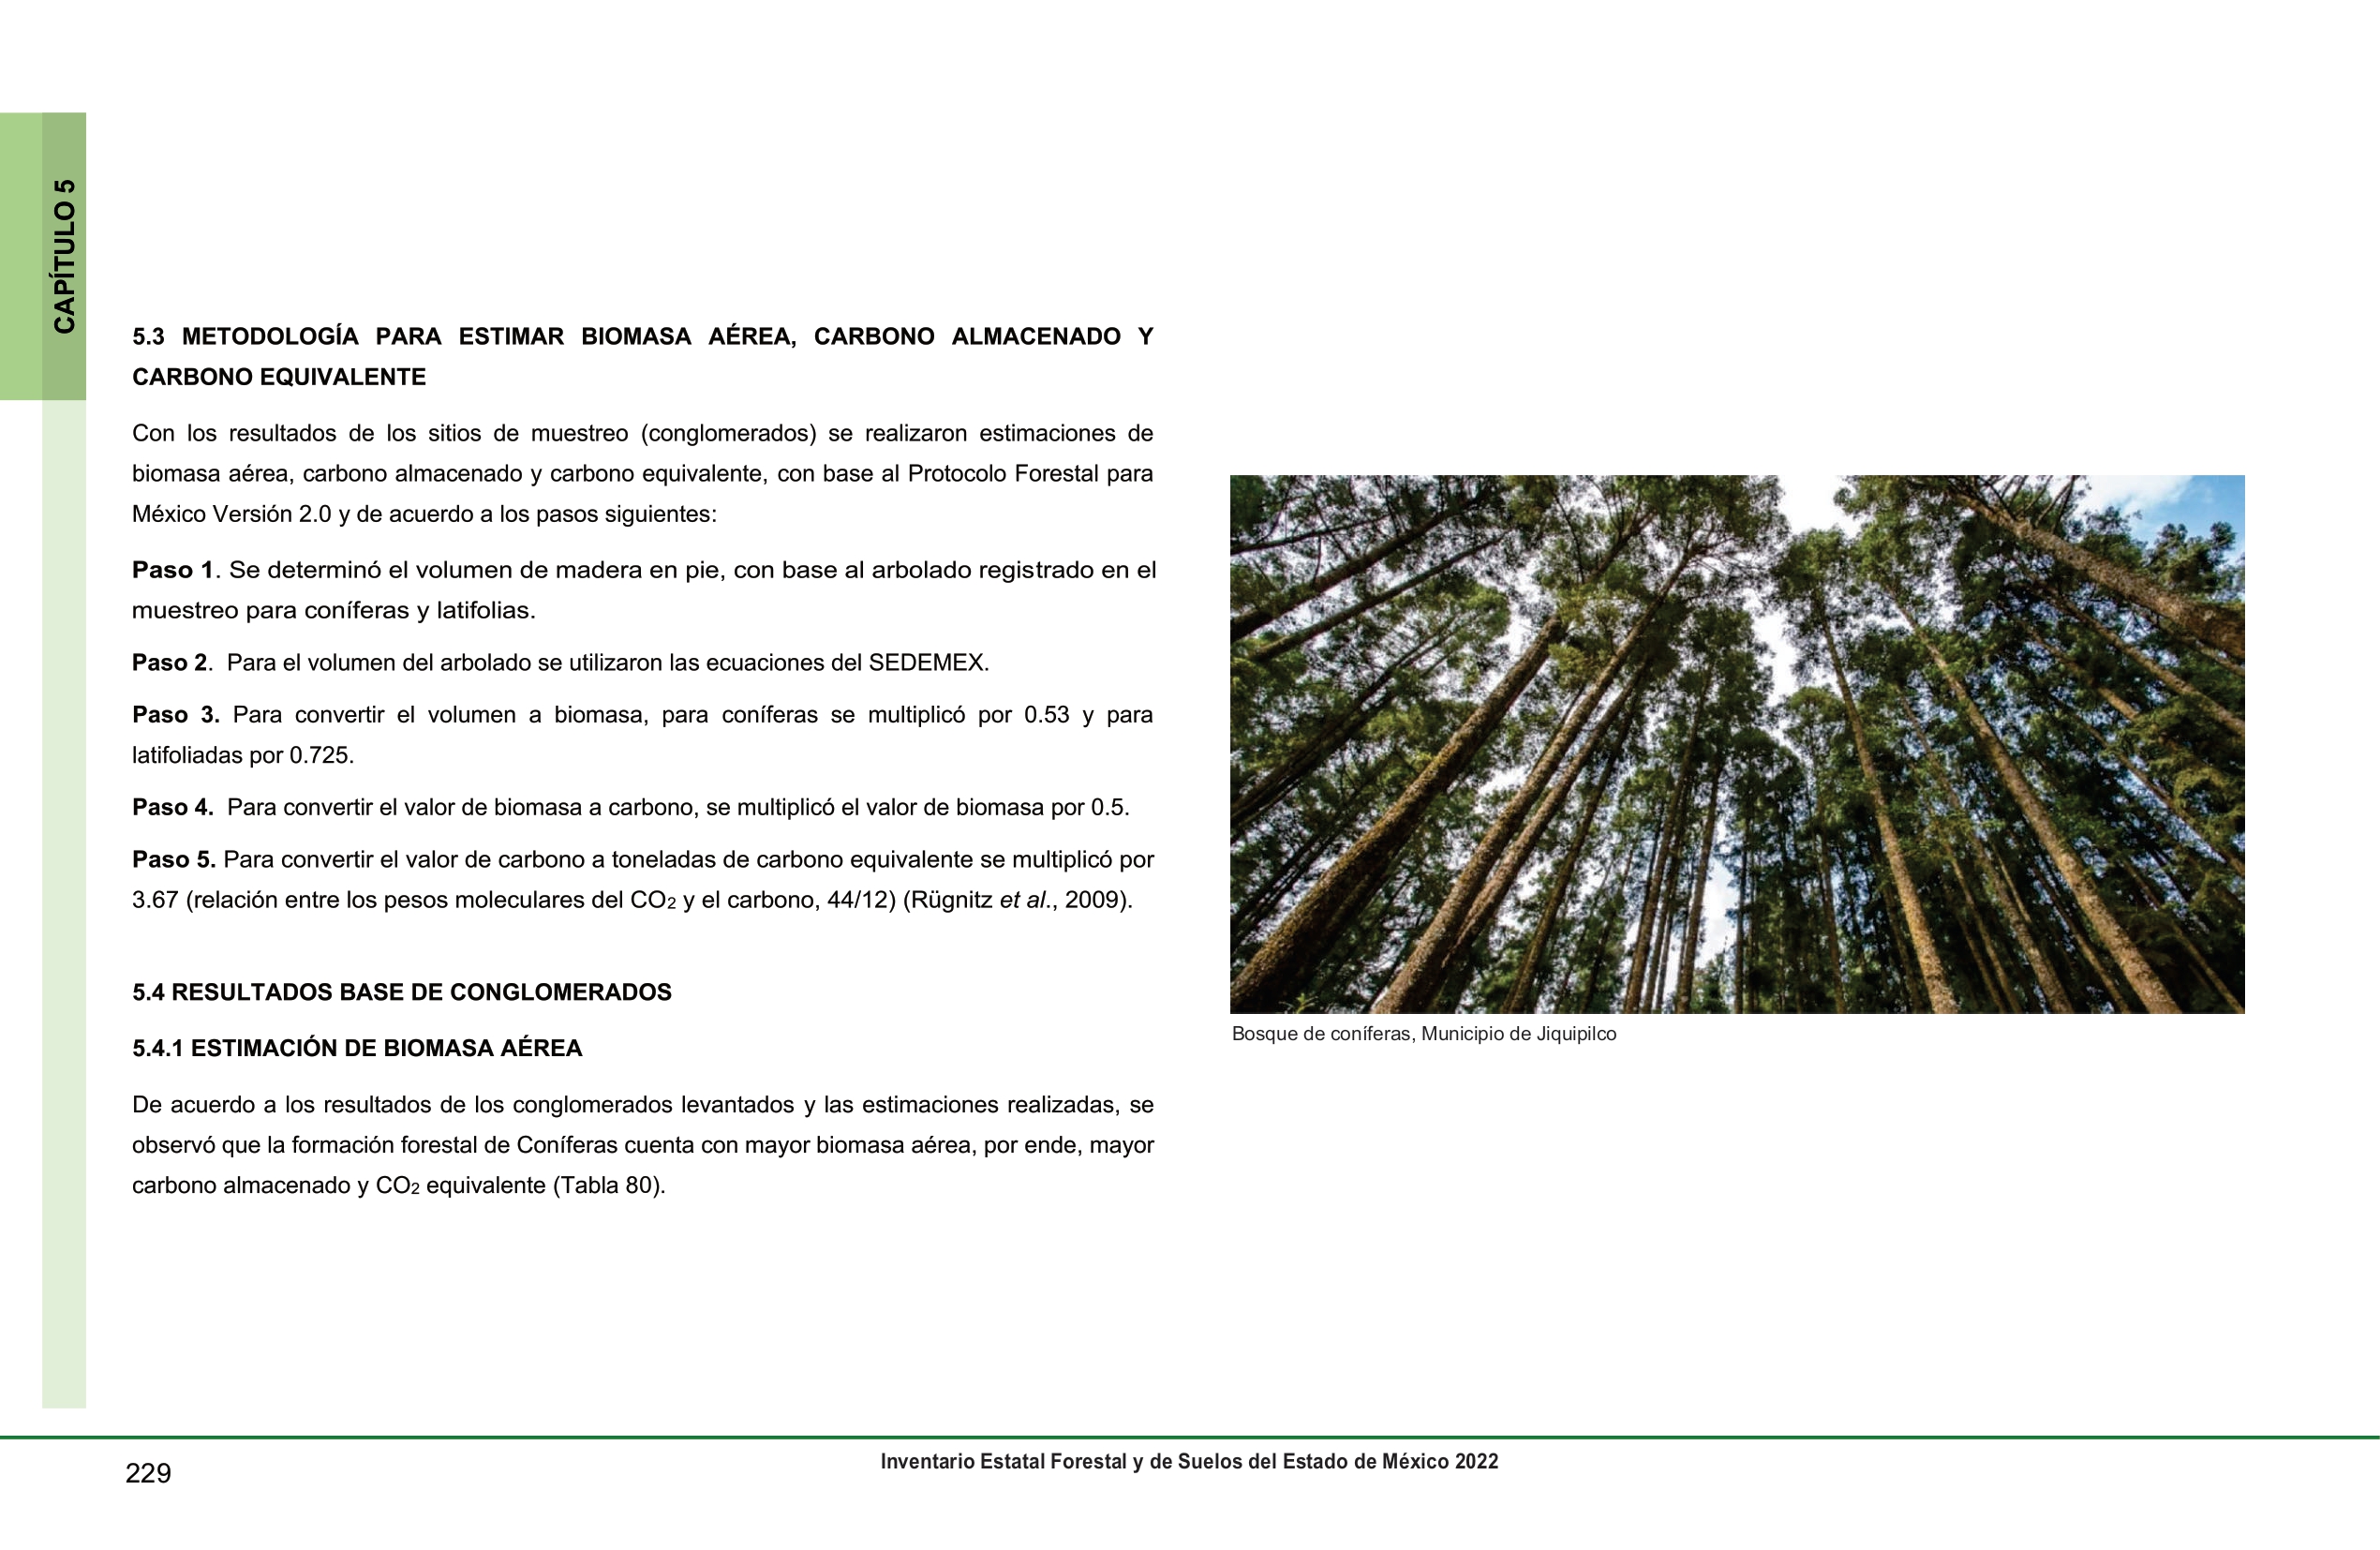 CAPÍTULO 5
5.3 METODOLOGÍA PARA ESTIMAR BIOMASA AÉREA, CARBONO ALMACENADO Y
CARBONO EQUIVALENTE
Con los resultados de los sitios de muestreo (conglomerados) se realizaron estimaciones de
biomasa aérea, carbono almacenado y carbono equivalente, con base al Protocolo Forestal para
México Versión 2.0 y de acuerdo a los pasos siguientes:
Paso 1. Se determinó el volumen de madera en pie, con base al arbolado registrado en el
muestreo para coníferas y latifolias.
Paso 2. Para el volumen del arbolado se utilizaron las ecuaciones del SEDEMEX.
Paso 3. Para convertir el volumen a biomasa, para coníferas se multiplicó por 0.53 y para
latifoliadas por 0.725.
Paso 4. Para convertir el valor de biomasa a carbono, se multiplicó el valor de biomasa por 0.5.
Paso 5. Para convertir el valor de carbono a toneladas de carbono equivalente se multiplicó por
3.67 (relación entre los pesos moleculares del CO₂ y el carbono, 44/12) (Rügnitz et al., 2009).
5.4 RESULTADOS BASE DE CONGLOMERADOS
5.4.1 ESTIMACIÓN DE BIOMASA AÉREA
De acuerdo a los resultados de los conglomerados levantados y las estimaciones realizadas, se
observó que la formación forestal de Coníferas cuenta con mayor biomasa aérea, por ende, mayor
carbono almacenado y CO₂ equivalente (Tabla 80).
Bosque de coníferas, Municipio de Jiquipilco
229
Inventario Estatal Forestal y de Suelos del Estado de México 2022